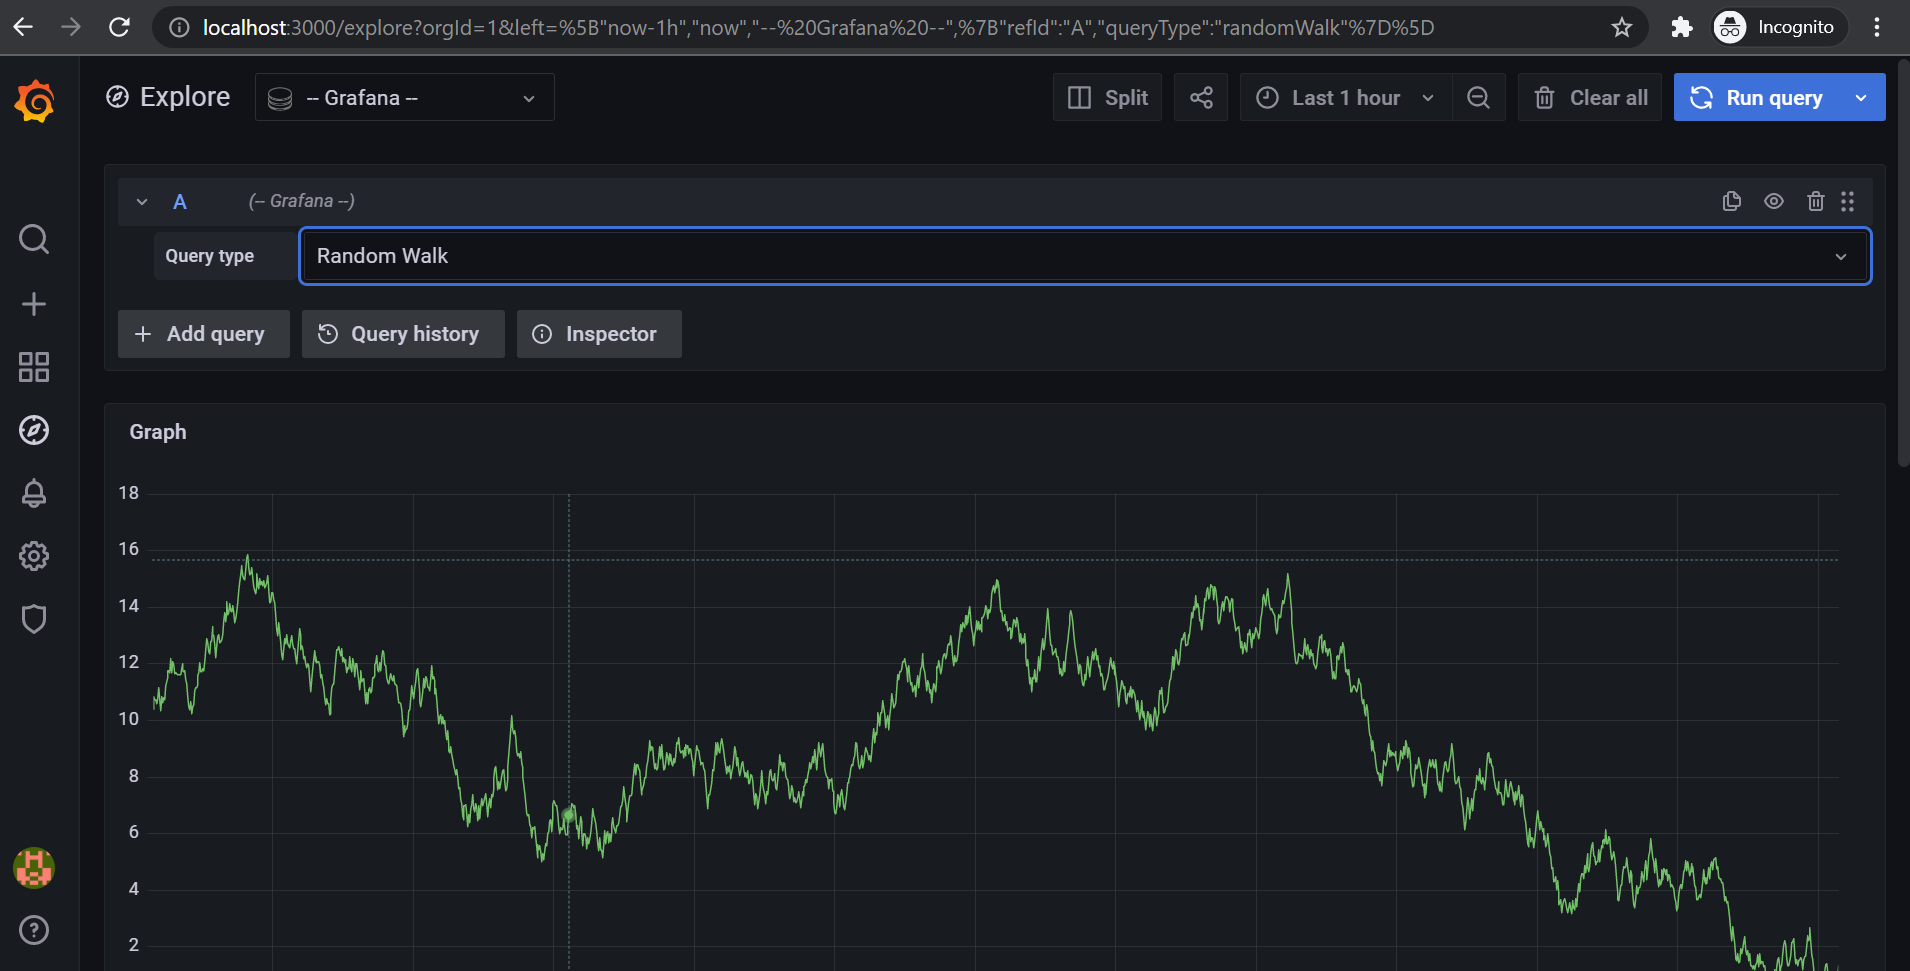 localhost:3000/explore?orgId=1&left=%5B"now-1h","now","--%20Grafana%20--",%7B"refId":"A","queryType":"randomWalk"%7D%5D
Incognito
Explore
-- Grafana --
Split
Last 1 hour
Clear all
Run query
A
(-- Grafana --)
Query type
Random Walk
Add query
Query history
Inspector
Graph
18
16
14
12
10
8
6
4
2